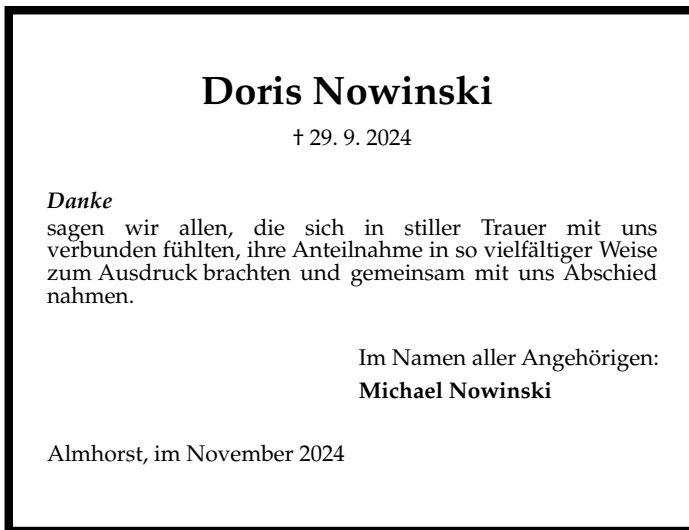 Doris Nowinski
† 29. 9. 2024
Danke
sagen wir allen, die sich in stiller Trauer mit uns
verbunden fühlten, ihre Anteilnahme in so vielfältiger Weise
zum Ausdruck brachten und gemeinsam mit uns Abschied
nahmen.
Im Namen aller Angehörigen:
Michael Nowinski
Almhorst, im November 2024